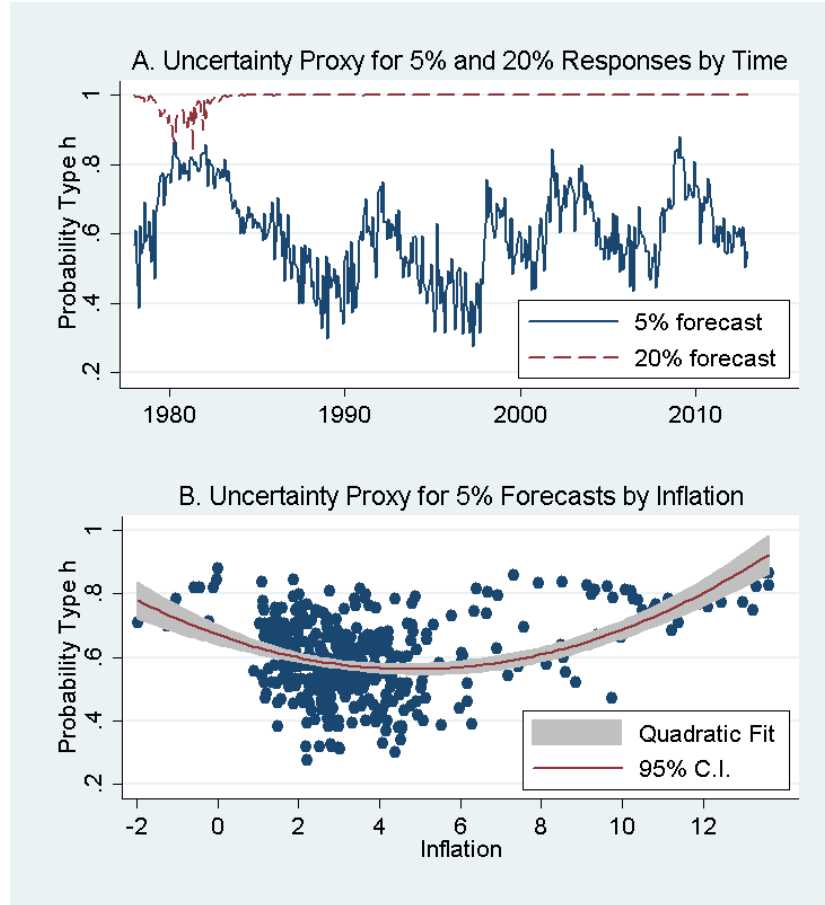 A. Uncertainty Proxy for 5% and 20% Responses by Time
Probability Type h
1
.8
.6
.4
.2
5% forecast
20% forecast
1980 1990 2000 2010
B. Uncertainty Proxy for 5% Forecasts by Inflation
Probability Type h
1
.8
.6
.4
.2
Quadratic Fit
95% C.I.
-2 0 2 4 6 8 10 12
Inflation